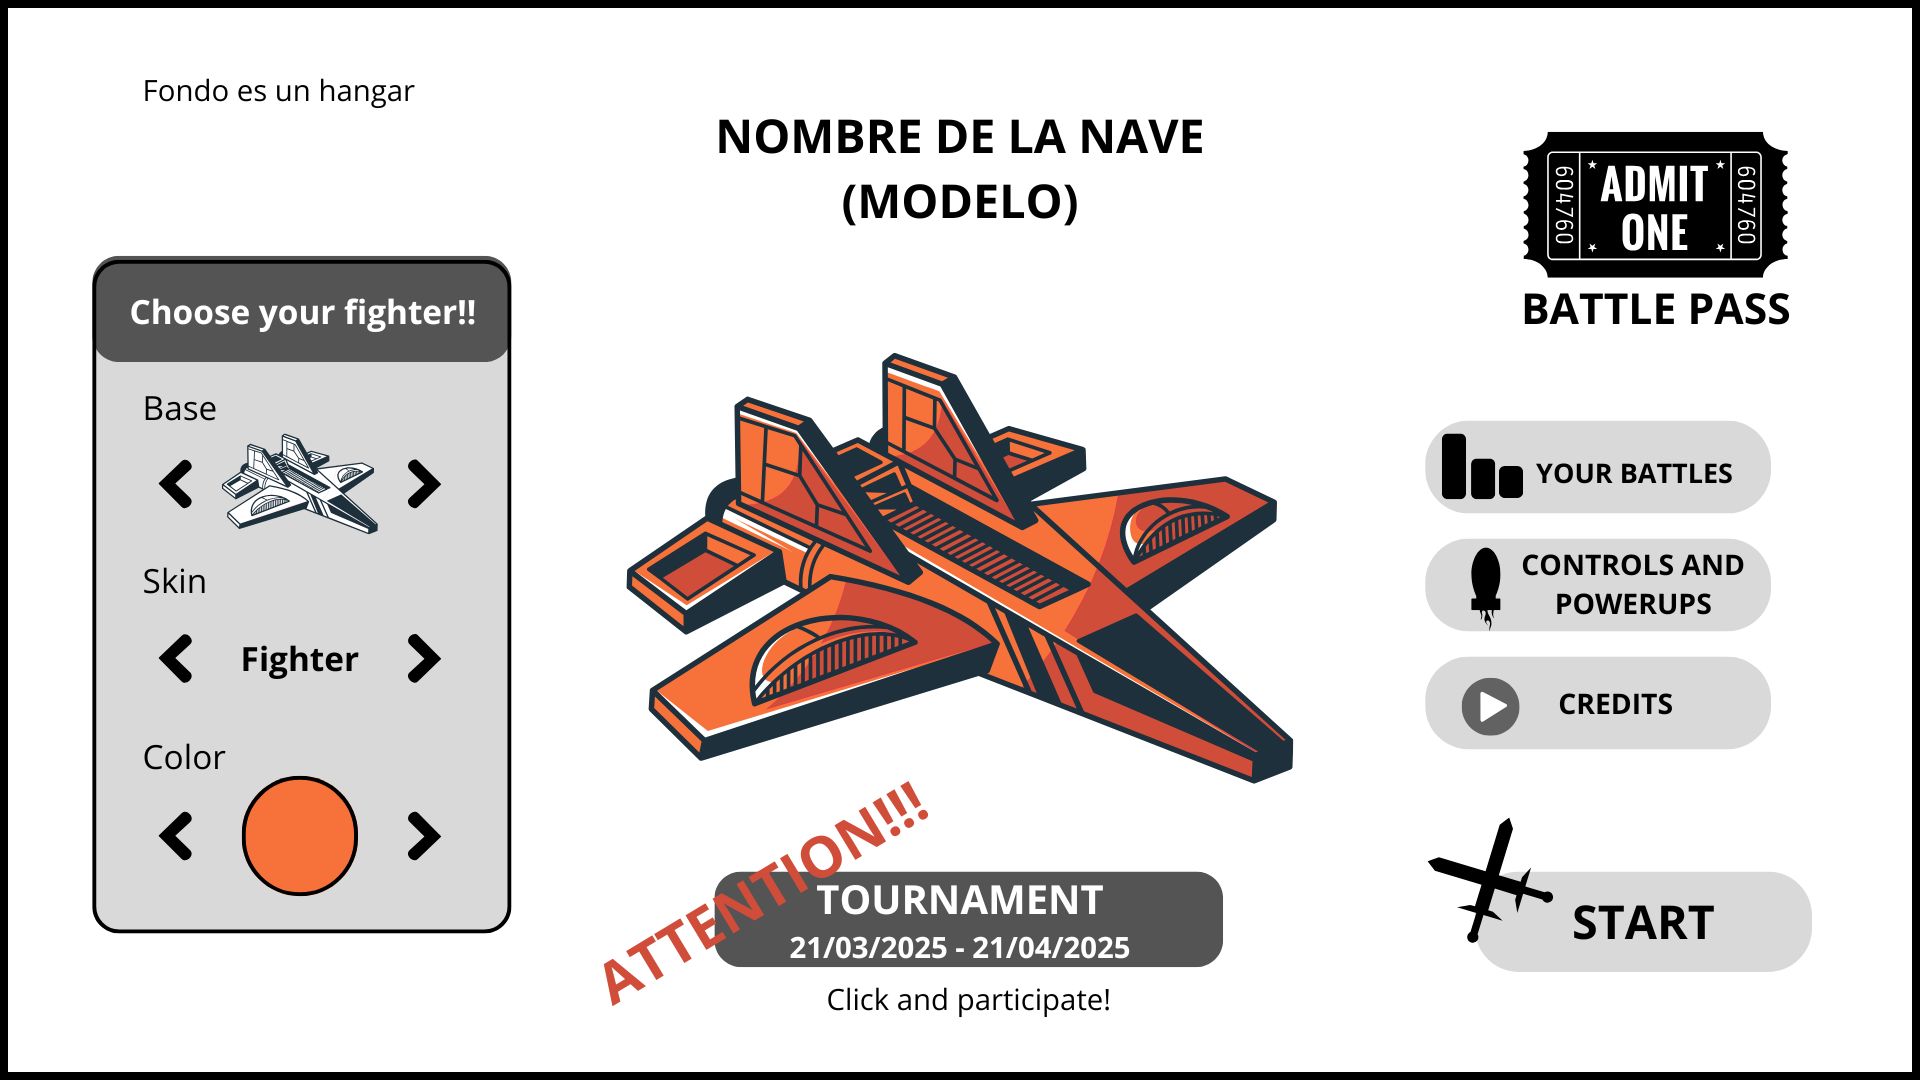 Fondo es un hangar
NOMBRE DE LA NAVE
(MODELO)
604760
ADMIT
ONE
604760
BATTLE PASS
Choose your fighter!!
Base
Skin
Fighter
Color
YOUR BATTLES
CONTROLS AND
POWERUPS
CREDITS
ATTENTION!!!
TOURNAMENT
21/03/2025 - 21/04/2025
Click and participate!
START